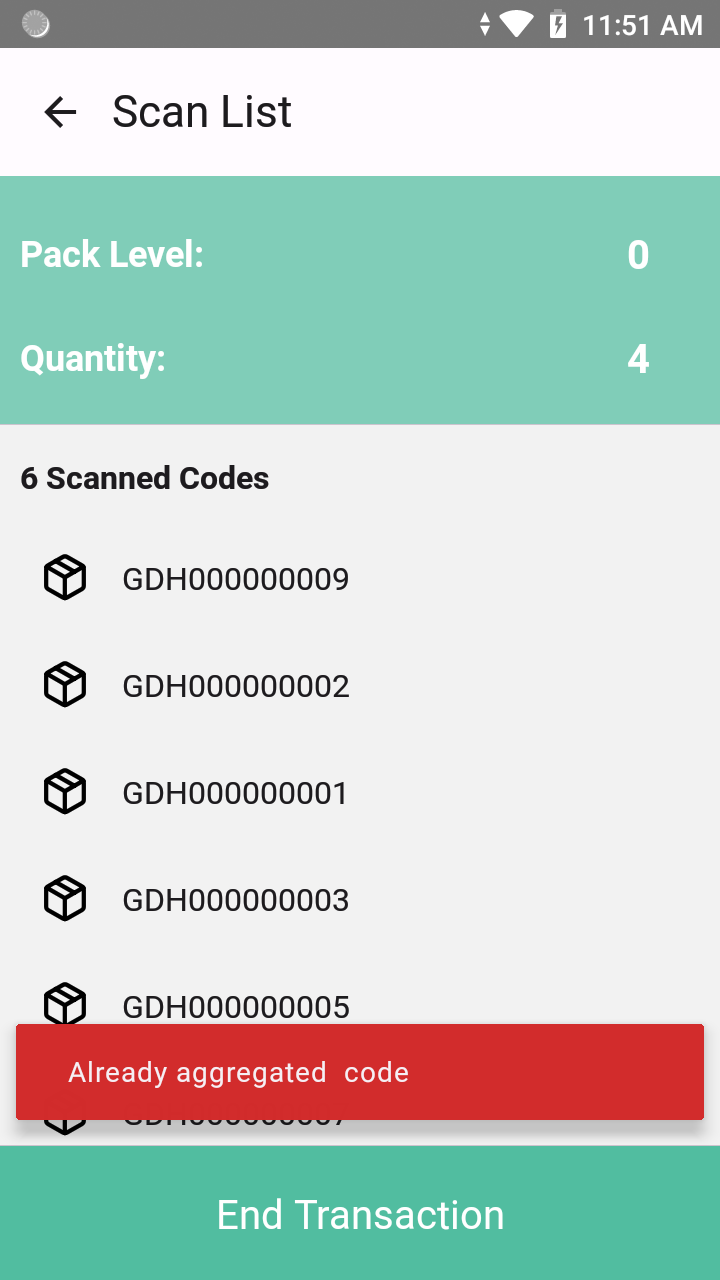 11:51 AM
Scan List
Pack Level:
0
Quantity:
4
6 Scanned Codes
GDH000000009
GDH000000002
GDH000000001
GDH000000003
GDH000000005
Already aggregated  code
End Transaction